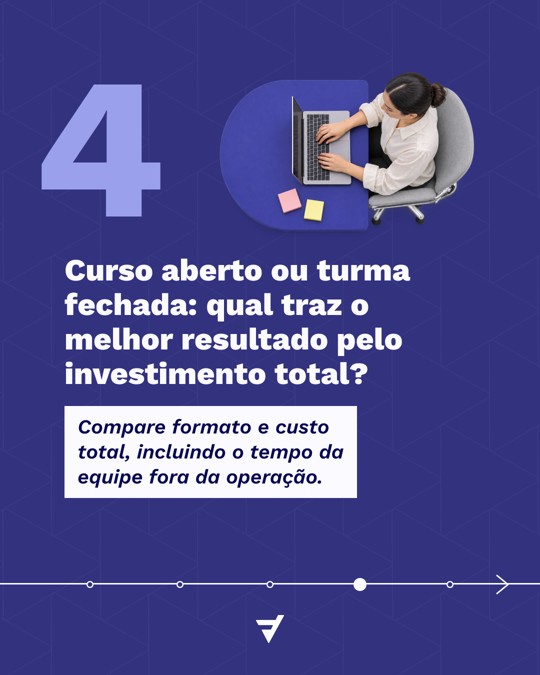 4
Curso aberto ou turma
fechada: qual traz o
melhor resultado pelo
investimento total?
Compare formato e custo
total, incluindo o tempo da
equipe fora da operação.